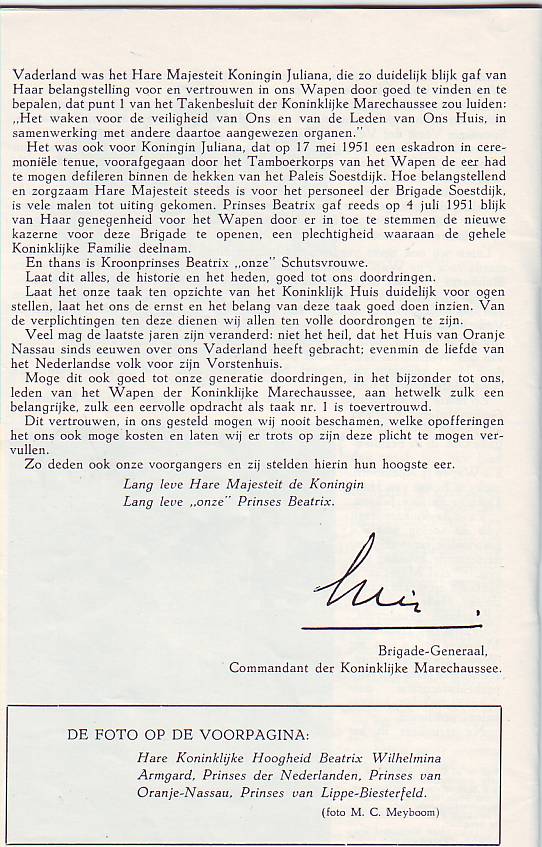 Vaderland was het Hare Majesteit Koningin Juliana, die zo duidelijk blijk gaf van
Haar belangstelling voor en vertrouwen in ons Wapen door goed te vinden en te
bepalen, dat punt 1 van het Takenbesluit der Koninklijke Marechaussee zou luiden:
„Het waken voor de veiligheid van Ons en van de Leden van Ons Huis, in
samenwerking met andere daartoe aangewezen organen."
Het was ook voor Koningin Juliana, dat op 17 mei 1951 een eskadron in cere-
moniële tenue, voorafgegaan door het Tamboerkorps van het Wapen de eer had
te mogen defileren binnen de hekken van het Paleis Soestdijk. Hoe belangstellend
en zorgzaam Hare Majesteit steeds is voor het personeel der Brigade Soestdijk,
is vele malen tot uiting gekomen. Prinses Beatrix gaf reeds op 4 juli 1951 blijk
van Haar genegenheid voor het Wapen door er in toe te stemmen de nieuwe
kazerne voor deze Brigade te openen, een plechtigheid waaraan de gehele
Koninklijke Familie deelnam.
En thans is Kroonprinses Beatrix „onze" Schutsvrouwe.
Laat dit alles, de historie en het heden, goed tot ons doordringen.
Laat het onze taak ten opzichte van het Koninklijk Huis duidelijk voor ogen
stellen, laat het ons de ernst en het belang van deze taak goed doen inzien. Van
de verplichtingen ten deze dienen wij allen ten volle doordrongen te zijn.
Veel mag de laatste jaren zijn veranderd: niet het heil, dat het Huis van Oranje
Nassau sinds eeuwen over ons Vaderland heeft gebracht; evenmin de liefde van
het Nederlandse volk voor zijn Vorstenhuis.
Moge dit ook goed tot onze generatie doordringen, in het bijzonder tot ons,
leden van het Wapen der Koninklijke Marechaussee, aan hetwelk zulk een
belangrijke, zulk een eervolle opdracht als taak nr. 1 is toevertrouwd.
Dit vertrouwen, in ons gesteld mogen wij nooit beschamen, welke opofferingen
het ons ook moge kosten en laten wij er trots op zijn deze plicht te mogen ver-
vullen.
Zo deden ook onze voorgangers en zij stelden hierin hun hoogste eer.
Lang leve Hare Majesteit de Koningin
Lang leve „onze" Prinses Beatrix.
Brigade-Generaal,
Commandant der Koninklijke Marechaussee.
DE FOTO OP DE VOORPAGINA:
Hare Koninklijke Hoogheid Beatrix Wilhelmina
Armgard, Prinses der Nederlanden, Prinses van
Oranje-Nassau, Prinses van Lippe-Biesterfeld.
(foto M. C. Meyboom)